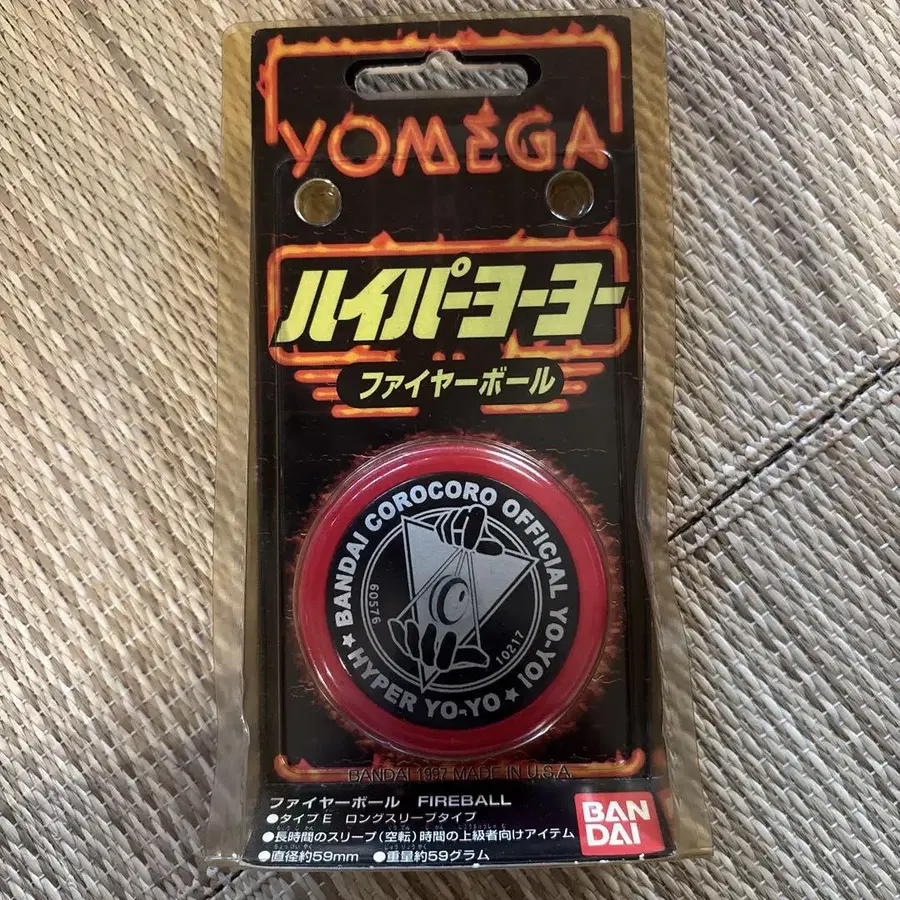 YOMEGA
ハイパーヨーヨー
ファイヤーボール
★ BANDAI COROCORO OFFICIAL YO-YO!
HYPER YO-YO ★
60576
10217
BANDAI 1997 MADE IN U.S.A.
ファイヤーボール FIREBALL
●タイプE ロングスリープタイプ
●長時間のスリープ(空転)時間の上級者向けアイテム
●直径約59mm ●重量約59グラム
BAN
DAI